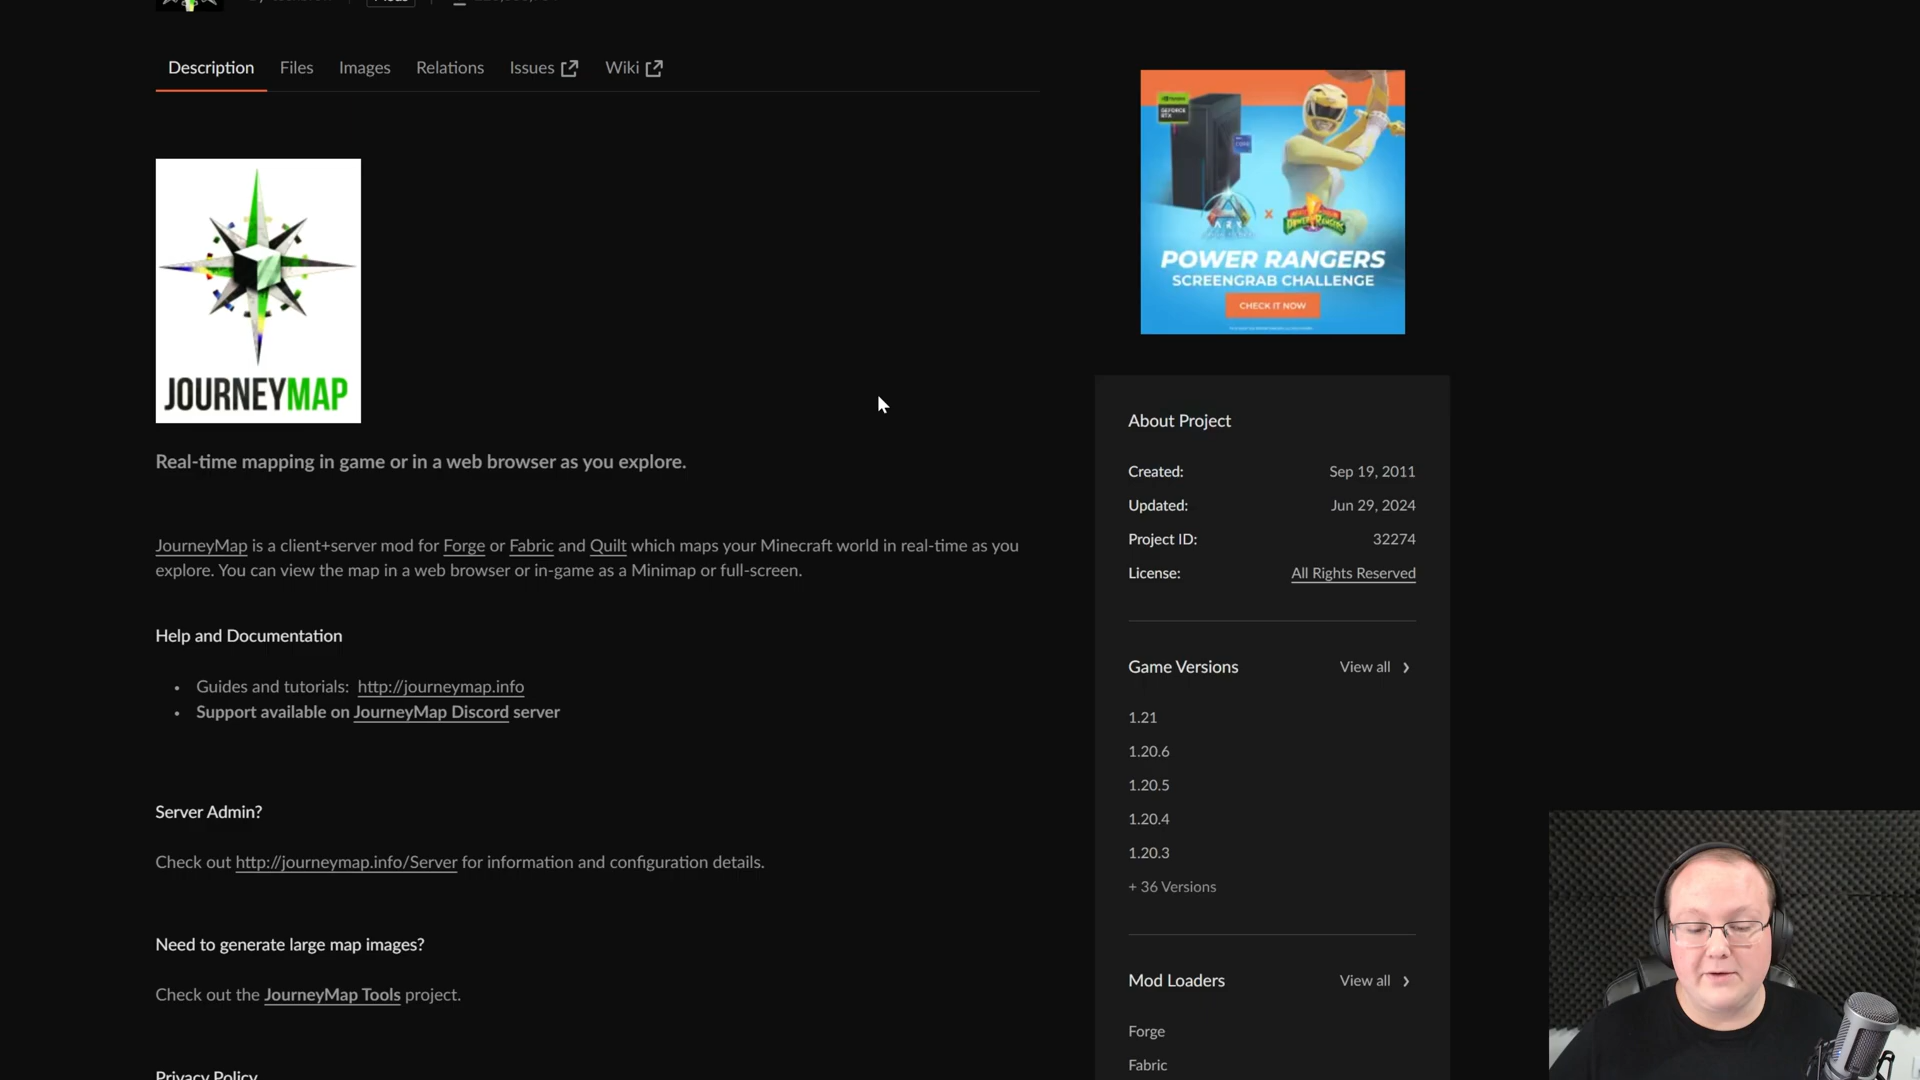 Description Files Images Relations Issues Wiki
GEFORCE RTX
ARK x POWER RANGERS
POWER RANGERS
SCREENGRAB CHALLENGE
CHECK IT NOW
JOURNEYMAP
Real-time mapping in game or in a web browser as you explore.
JourneyMap is a client+server mod for Forge or Fabric and Quilt which maps your Minecraft world in real-time as you
explore. You can view the map in a web browser or in-game as a Minimap or full-screen.
Help and Documentation
• Guides and tutorials: http://journeymap.info
• Support available on JourneyMap Discord server
Server Admin?
Check out http://journeymap.info/Server for information and configuration details.
Need to generate large map images?
Check out the JourneyMap Tools project.
Privacy Policy
About Project
Created: Sep 19, 2011
Updated: Jun 29, 2024
Project ID: 32274
License: All Rights Reserved
Game Versions View all
1.21
1.20.6
1.20.5
1.20.4
1.20.3
+ 36 Versions
Mod Loaders View all
Forge
Fabric